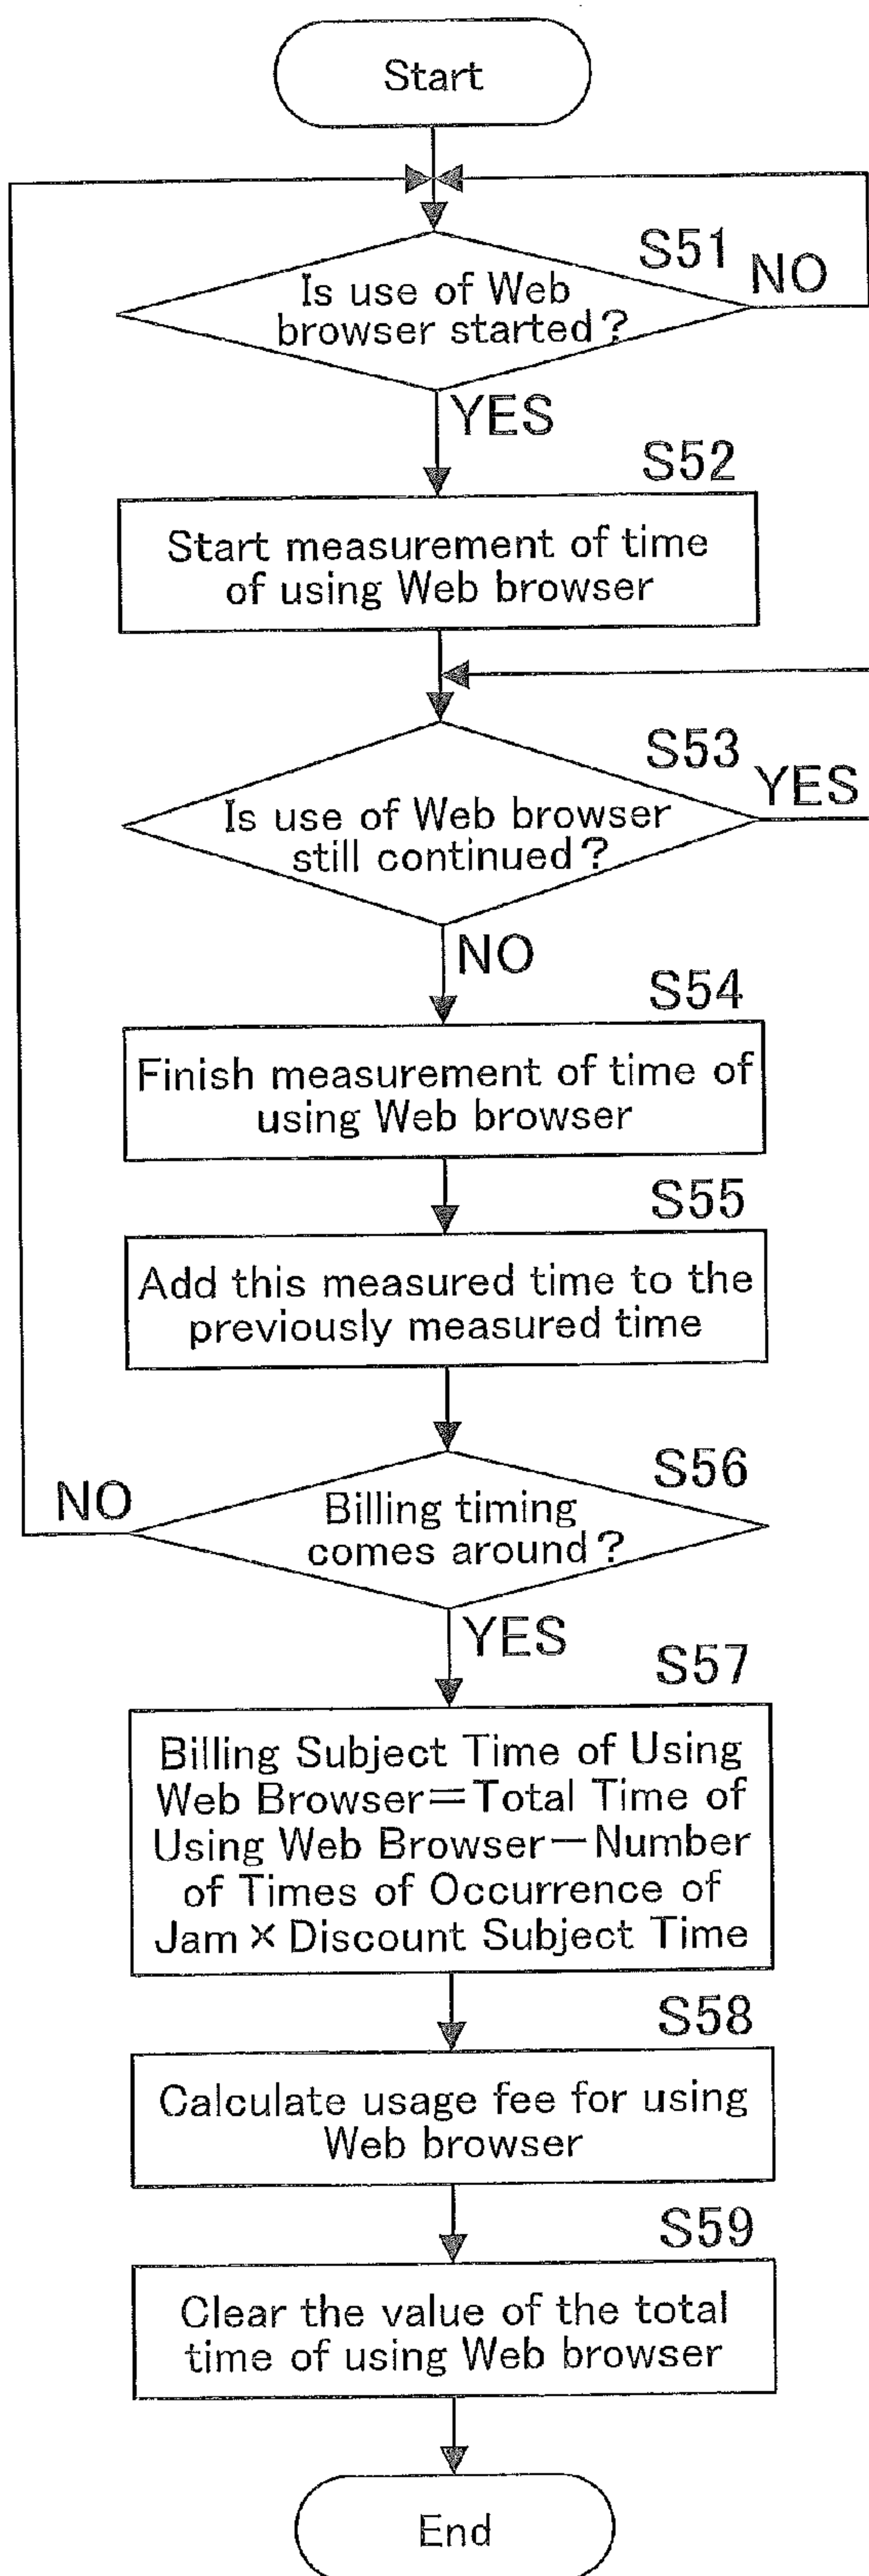 Start
S51
NO
Is use of Web
browser started?
YES
S52
Start measurement of time
of using Web browser
S53
YES
Is use of Web browser
still continued?
NO
S54
Finish measurement of time of
using Web browser
S55
Add this measured time to the
previously measured time
S56
NO
Billing timing
comes around?
YES
S57
Billing Subject Time of Using
Web Browser=Total Time of
Using Web Browser−Number
of Times of Occurrence of
Jam×Discount Subject Time
S58
Calculate usage fee for using
Web browser
S59
Clear the value of the total
time of using Web browser
End